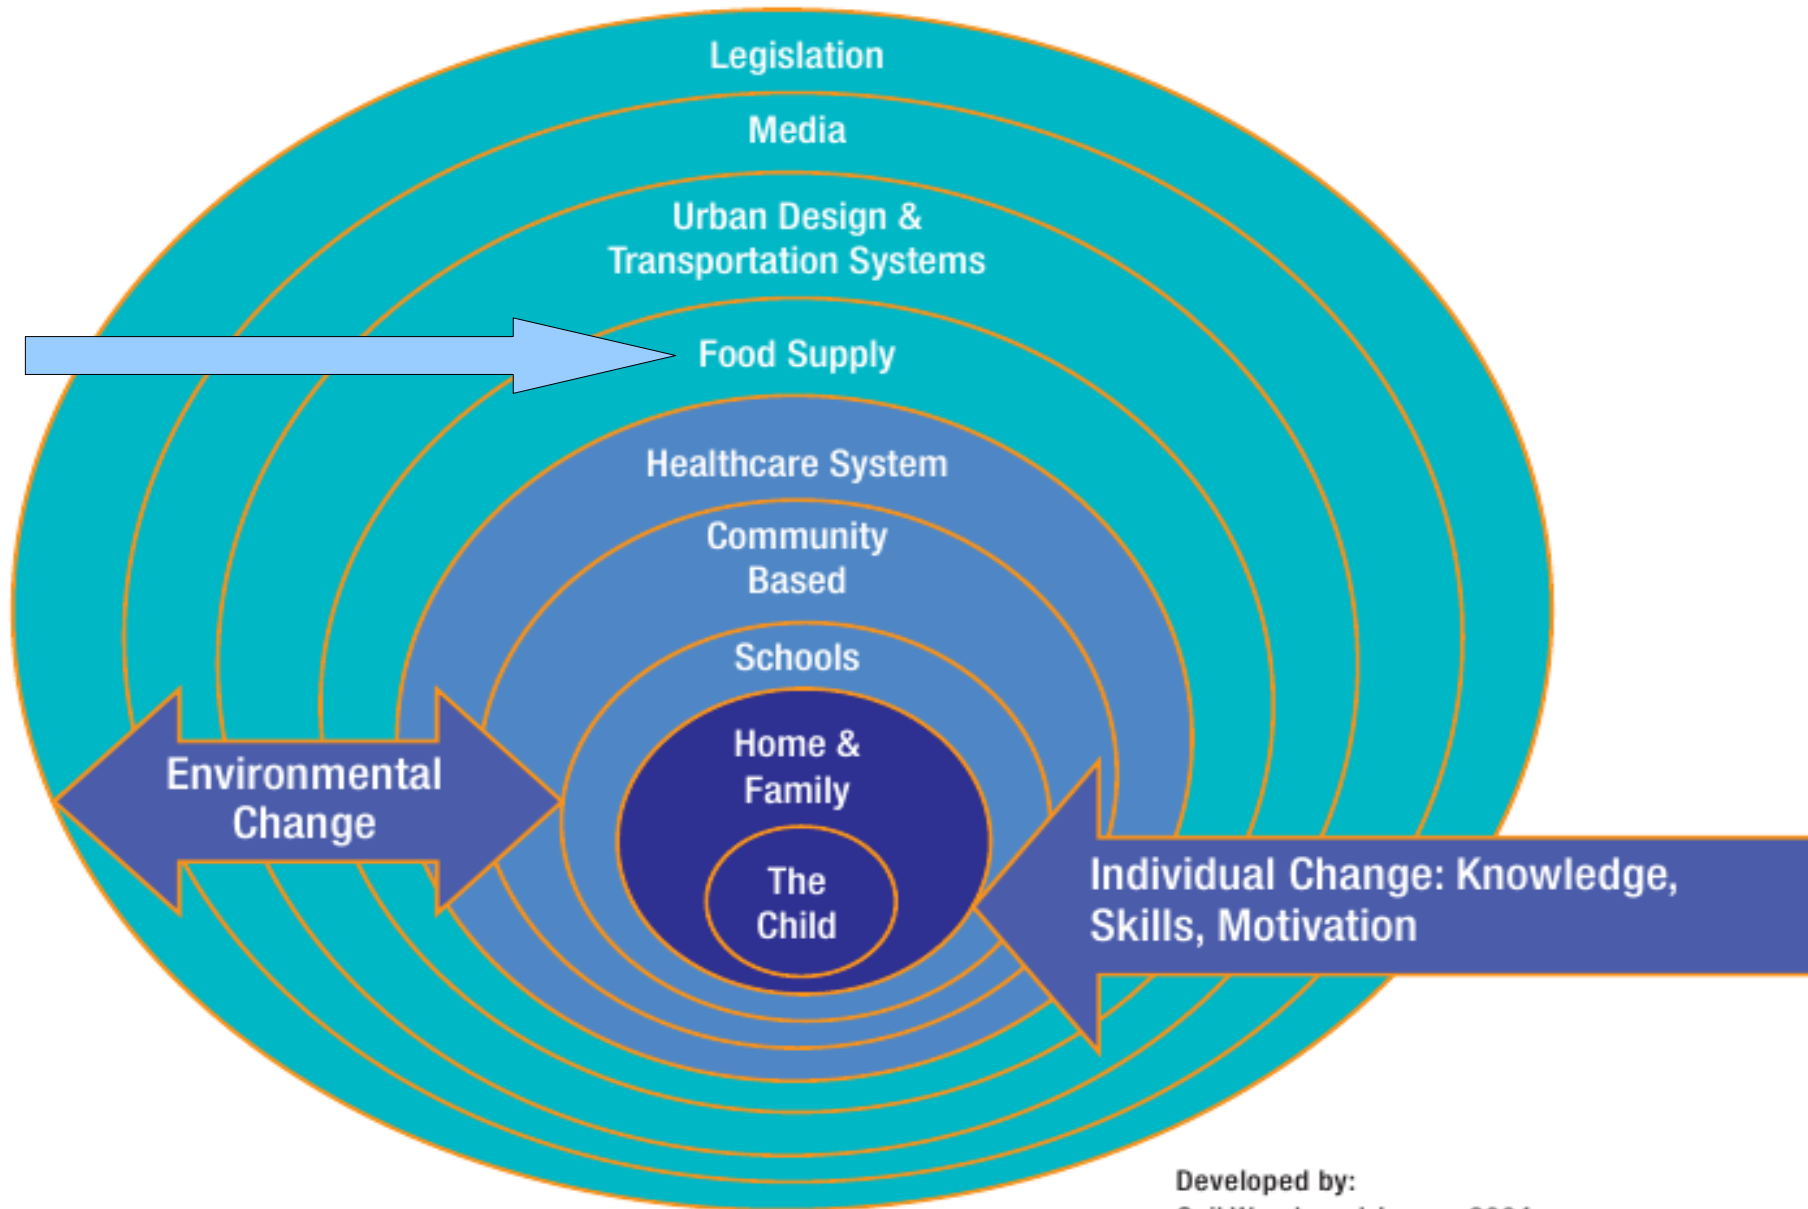 Legislation
Media
Urban Design &
Transportation Systems
Food Supply
Healthcare System
Community
Based
Schools
Home &
Family
The
Child
Environmental
Change
Individual Change: Knowledge,
Skills, Motivation
Developed by: